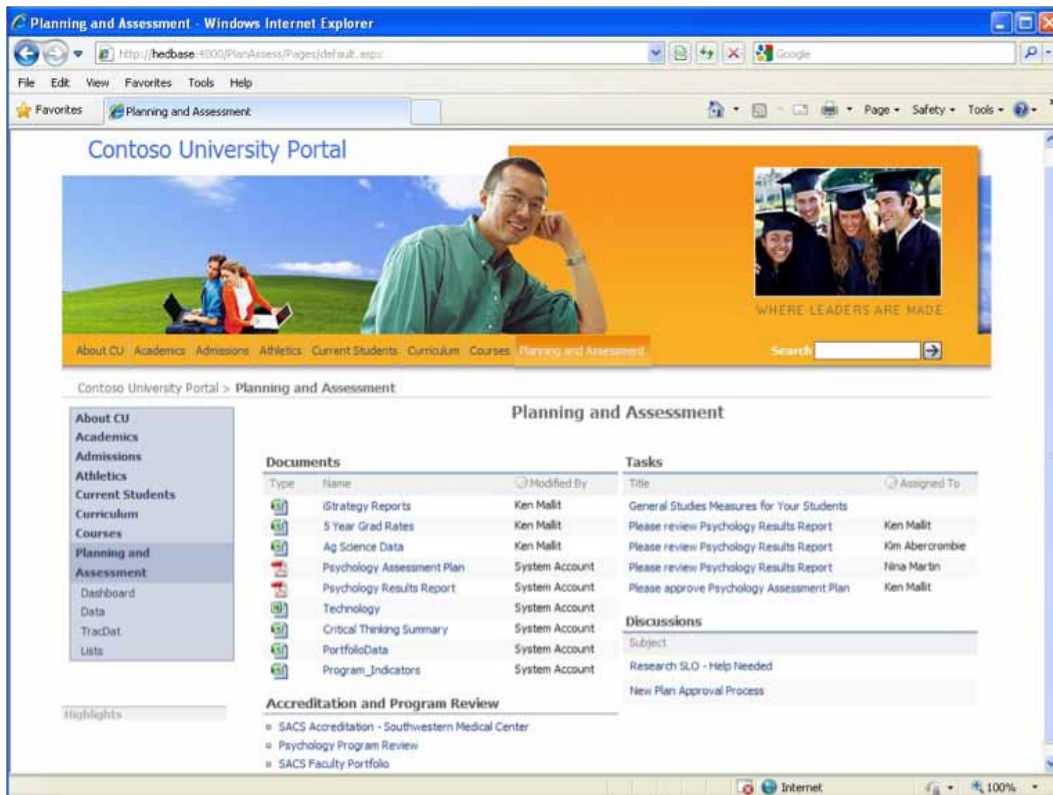 Planning and Assessment - Windows Internet Explorer
http://hedbase:4000/PlanAssess/Pages/default.aspx
Google
File Edit View Favorites Tools Help
Favorites Planning and Assessment Page Safety Tools
Contoso University Portal
WHERE LEADERS ARE MADE
About CU Academics Admissions Athletics Current Students Curriculum Courses Planning and Assessment Search
Contoso University Portal > Planning and Assessment
About CU
Academics
Admissions
Athletics
Current Students
Curriculum
Courses
Planning and
Assessment
Dashboard
Data
TracDat
Lists
Highlights
Planning and Assessment
Documents
Type Name Modified By
iStrategy Reports Ken Mallit
5 Year Grad Rates Ken Mallit
Ag Science Data Ken Mallit
Psychology Assessment Plan System Account
Psychology Results Report System Account
Technology System Account
Critical Thinking Summary System Account
PortfolioData System Account
Program_Indicators System Account
Accreditation and Program Review
SACS Accreditation - Southwestern Medical Center
Psychology Program Review
SACS Faculty Portfolio
Tasks
Title Assigned To
General Studies Measures for Your Students
Please review Psychology Results Report Ken Mallit
Please review Psychology Results Report Kim Abercrombie
Please review Psychology Results Report Nina Martin
Please approve Psychology Assessment Plan Ken Mallit
Discussions
Subject
Research SLO - Help Needed
New Plan Approval Process
Internet 100%